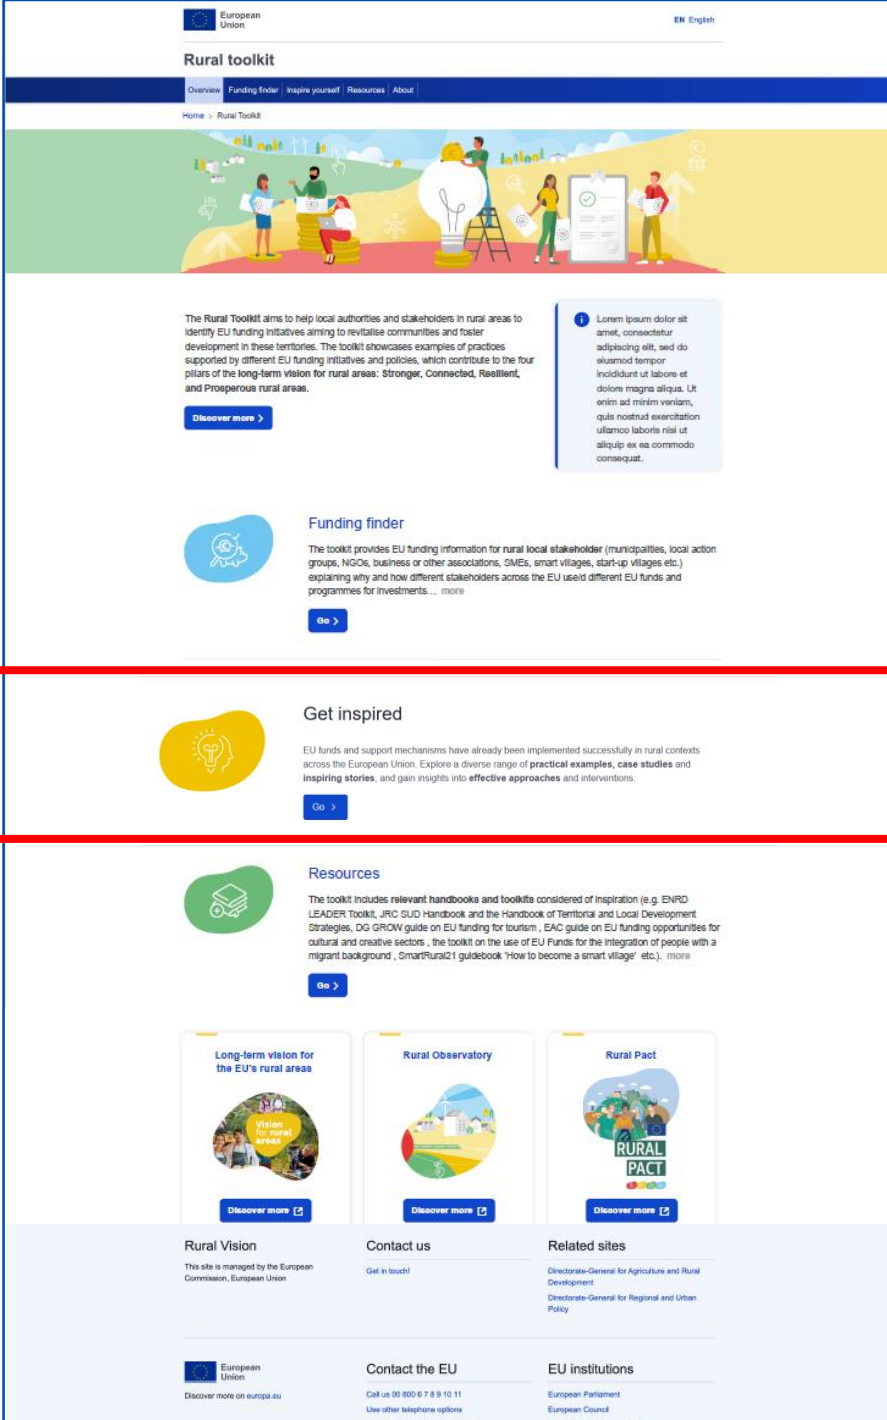 European
Union
EN English
Rural toolkit
Overview Funding finder Inspire yourself Resources About
Home > Rural Toolkit
The Rural Toolkit aims to help local authorities and stakeholders in rural areas to
identify EU funding initiatives aiming to revitalise communities and foster
development in these territories. The toolkit showcases examples of practices
supported by different EU funding initiatives and policies, which contribute to the four
pillars of the long-term vision for rural areas: Stronger, Connected, Resilient,
and Prosperous rural areas.
Discover more >
Lorem ipsum dolor sit
amet, consectetur
adipiscing elit, sed do
eiusmod tempor
incididunt ut labore et
dolore magna aliqua. Ut
enim ad minim veniam,
quis nostrud exercitation
ullamco laboris nisi ut
aliquip ex ea commodo
consequat.
Funding finder
The toolkit provides EU funding information for rural local stakeholder (municipalities, local action
groups, NGOs, business or other associations, SMEs, smart villages, start-up villages etc.)
explaining why and how different stakeholders across the EU use/d different EU funds and
programmes for investments… more
Go >
Get inspired
EU funds and support mechanisms have already been implemented successfully in rural contexts
across the European Union. Explore a diverse range of practical examples, case studies and
inspiring stories, and gain insights into effective approaches and interventions.
Go >
Resources
The toolkit includes relevant handbooks and toolkits considered of inspiration (e.g. ENRD
LEADER Toolkit, JRC SUD Handbook and the Handbook of Territorial and Local Development
Strategies, DG GROW guide on EU funding for tourism , EAC guide on EU funding opportunities for
cultural and creative sectors , the toolkit on the use of EU Funds for the integration of people with a
migrant background , SmartRural21 guidebook 'How to become a smart village' etc.). more
Go >
Long-term vision for
the EU's rural areas
Vision
for rural
areas
Discover more
Rural Observatory
Discover more
Rural Pact
RURAL
PACT
Discover more
Rural Vision
This site is managed by the European
Commission, European Union
Contact us
Get in touch!
Related sites
Directorate-General for Agriculture and Rural
Development
Directorate-General for Regional and Urban
Policy
European
Union
Discover more on europa.eu
Contact the EU
Call us 00 800 6 7 8 9 10 11
Use other telephone options
EU institutions
European Parliament
European Council